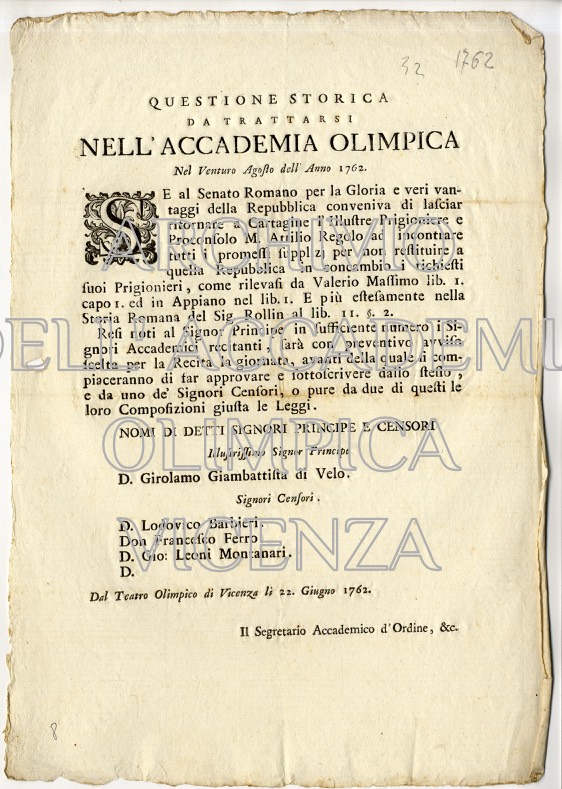 32 1762
QUESTIONE STORICA
DA TRATTARSI
NELL'ACCADEMIA OLIMPICA
Nel Venturo Agoſto dell' Anno 1762.
SE al Senato Romano per la Gloria e veri van-
taggi della Repubblica conveniva di laſciar
ritornare a Cartagine l'Illuſtre Prigioniere e
Proconſolo M. Attilio Regolo ad incontrare
tutti i promeſſi ſupplizj per non reſtituire a
quella Repubblica in concambio i richieſti
ſuoi Prigionieri, come rilevaſi da Valerio Maſſimo lib. 1.
capo 1. ed in Appiano nel lib. 1. E più eſteſamente nella
Storia Romana del Sig. Rollin al lib. 11. §. 2.
Reſi noti al Signor Principe in ſufficiente numero i Si-
gnori Accademici recitanti, ſarà con preventivo avviſo
ſcelta per la Recita la giornata, avanti della quale ſi com-
piaceranno di far approvare e ſottoſcrivere dallo ſteſſo,
e da uno de' Signori Cenſori, o pure da due di queſti le
loro Compoſizioni giuſta le Leggi.
NOMI DI DETTI SIGNORI PRINCIPE E CENSORI
Illuſtriſſimo Signor Principe
D. Girolamo Giambattiſta di Velo.
Signori Cenſori.
D. Lodovico Barbieri.
Don Franceſco Ferro
D. Gio: Leoni Montanari.
D.
Dal Teatro Olimpico di Vicenza li 22. Giugno 1762.
Il Segretario Accademico d'Ordine, &c.
8
ARCHIVIO
DELL'ACCADEMIA
OLIMPICA
VICENZA